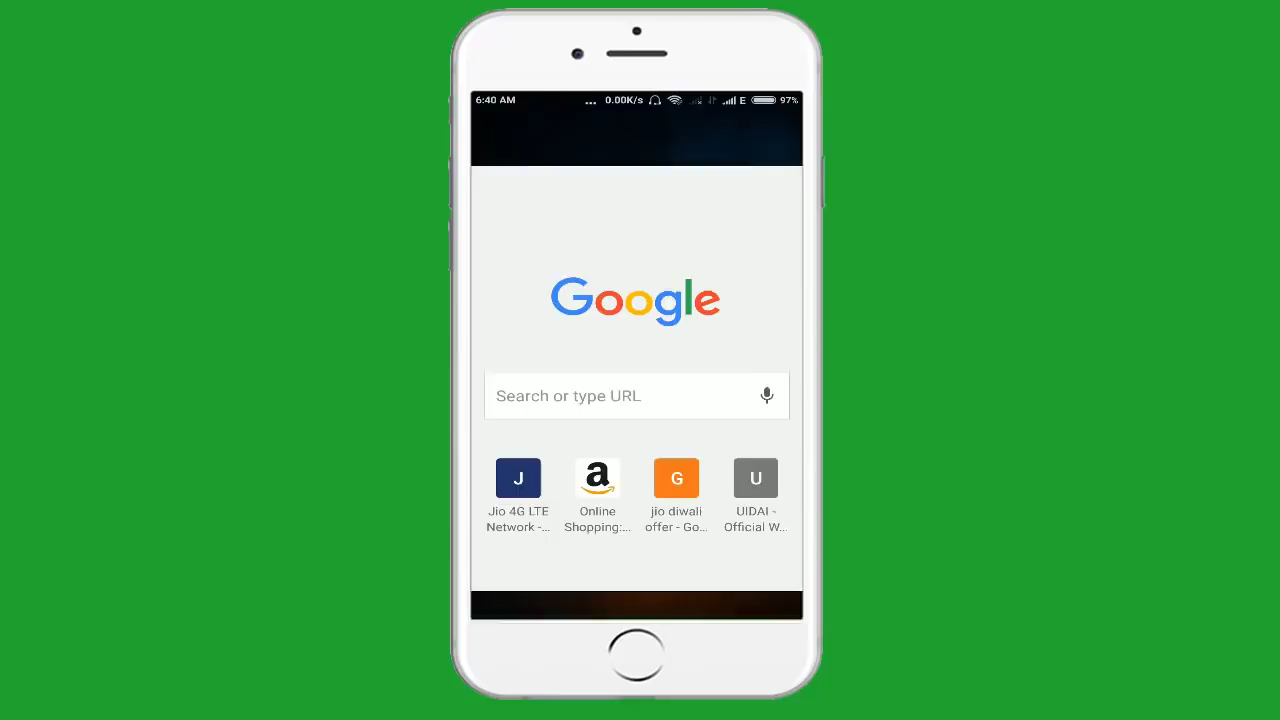 6:40 AM ... 0.00K/s E 97%
Google
Search or type URL
J a G U
Jio 4G LTE Online jio diwali UIDAI -
Network -... Shopping:... offer - Go... Official W...